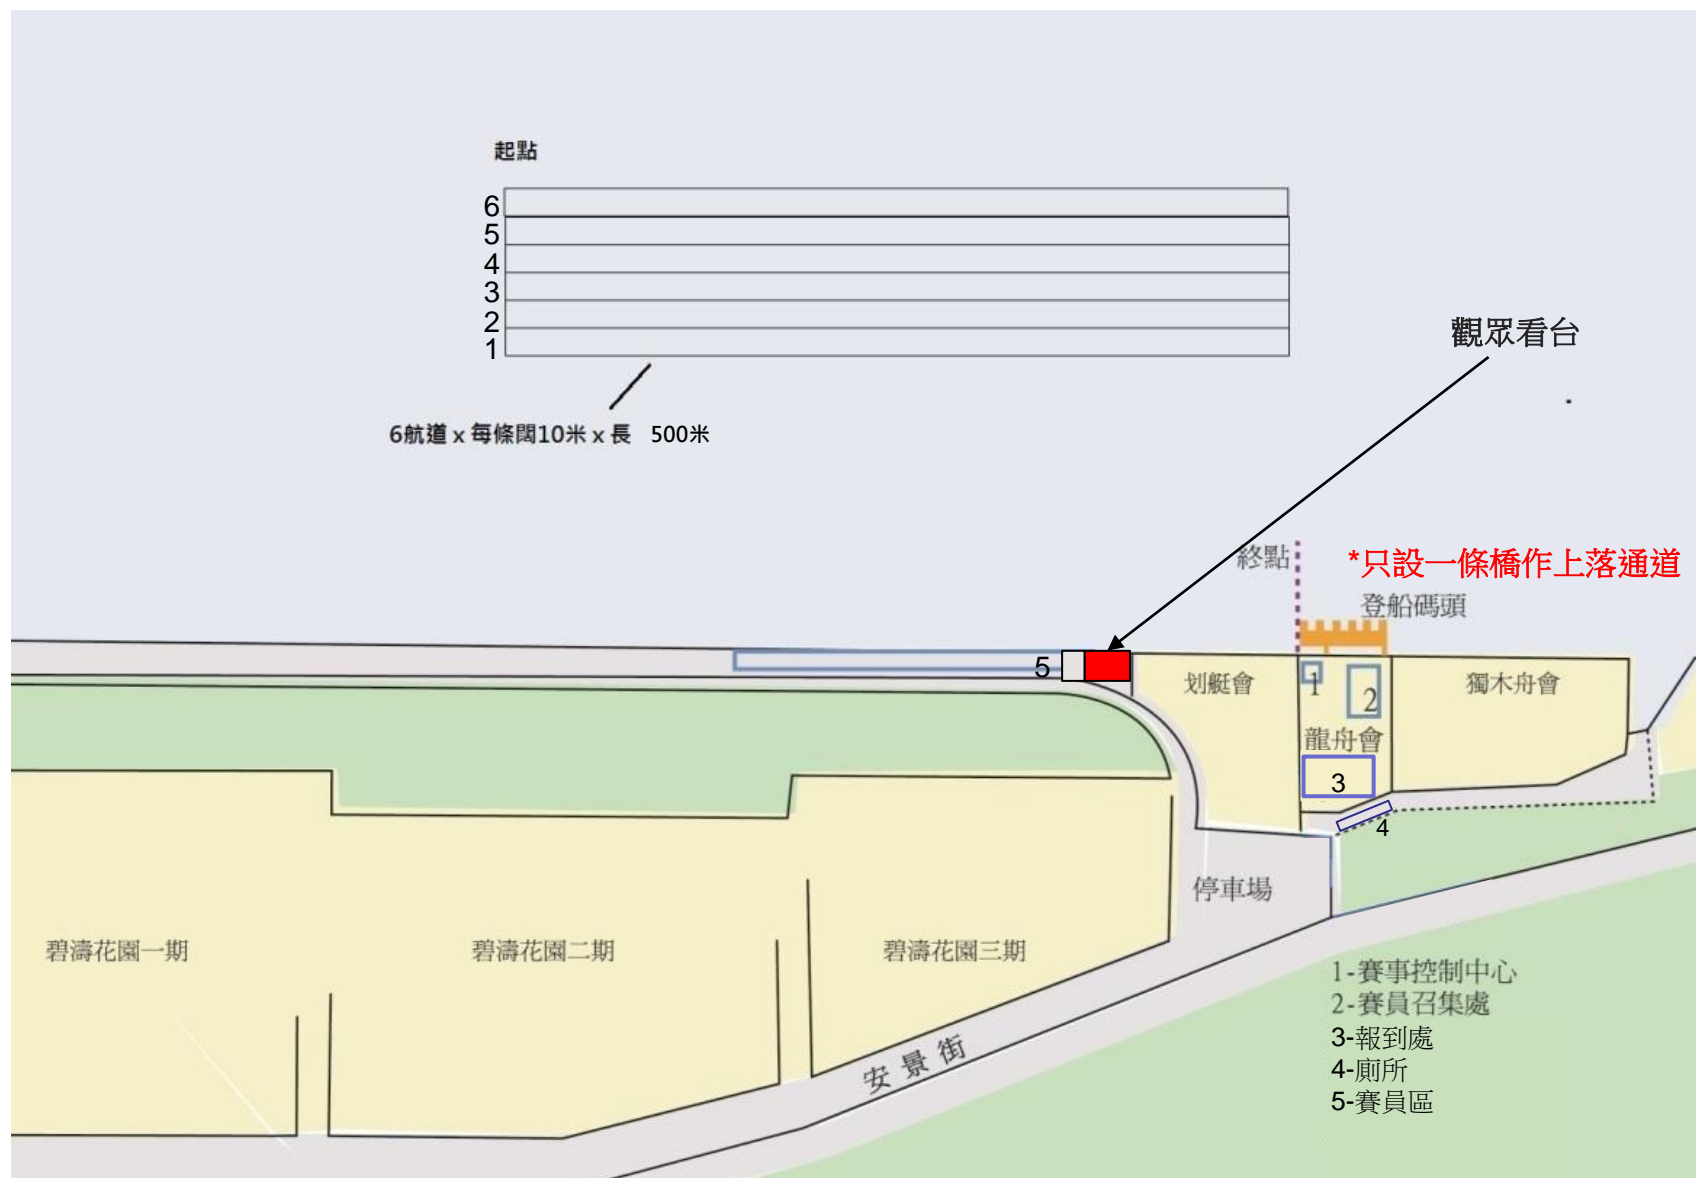 起點
6
5
4
3
2
1
6航道 x 每條闊10米 x 長 500米
觀眾看台
終點
*只設一條橋作上落通道
登船碼頭
5
划艇會
1
2
獨木舟會
龍舟會
3
4
停車場
碧濤花園一期
碧濤花園二期
碧濤花園三期
安景街
1-賽事控制中心
2-賽員召集處
3-報到處
4-廁所
5-賽員區